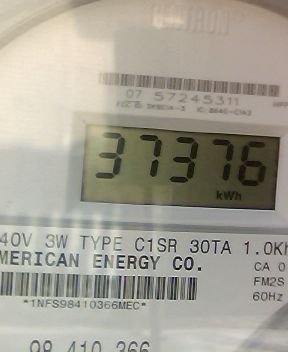 07 57245311
37376
kWh
40V 3W TYPE C1SR 30TA 1.0Kh
MERICAN ENERGY CO.
CA 0
FM2S
60Hz
*1NFS98410366MEC*
98 410 366